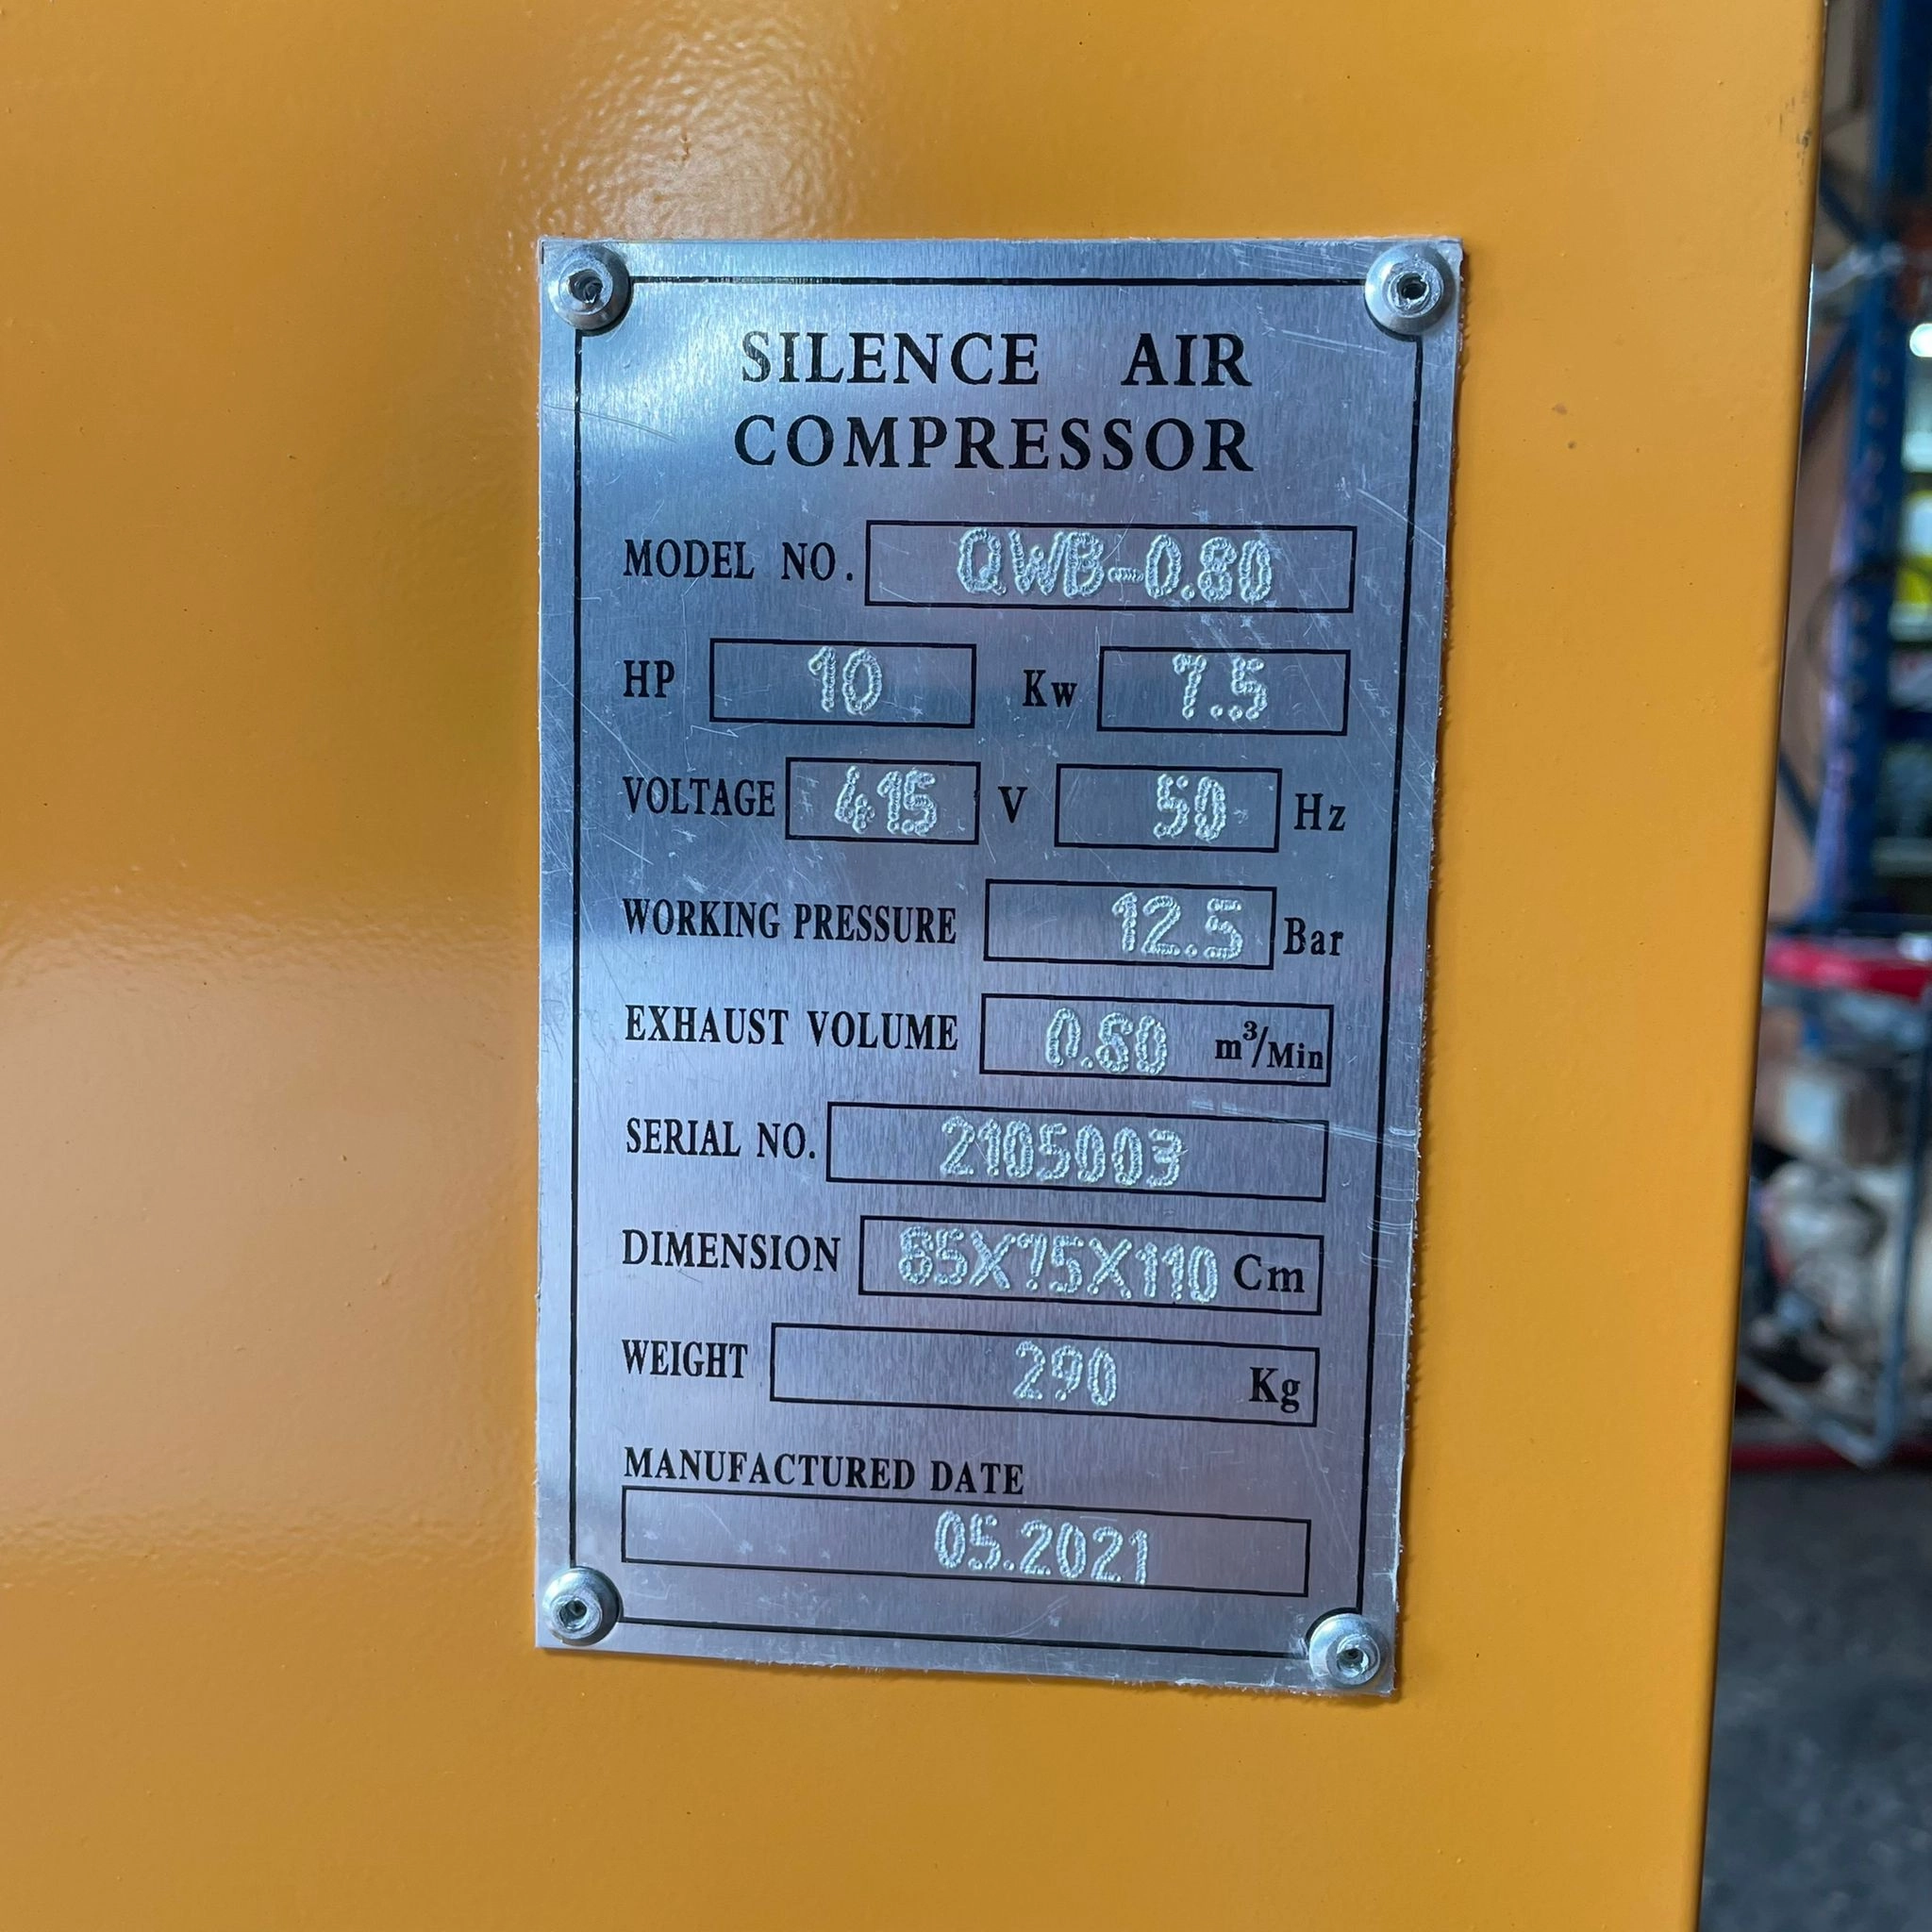 SILENCE AIR
COMPRESSOR
MODEL NO. QWB-0.80
HP 10 Kw 7.5
VOLTAGE 415 V 50 Hz
WORKING PRESSURE 12.5 Bar
EXHAUST VOLUME 0.80 m³/Min
SERIAL NO. 2105003
DIMENSION Cm
WEIGHT 290 Kg
MANUFACTURED DATE
05.2021